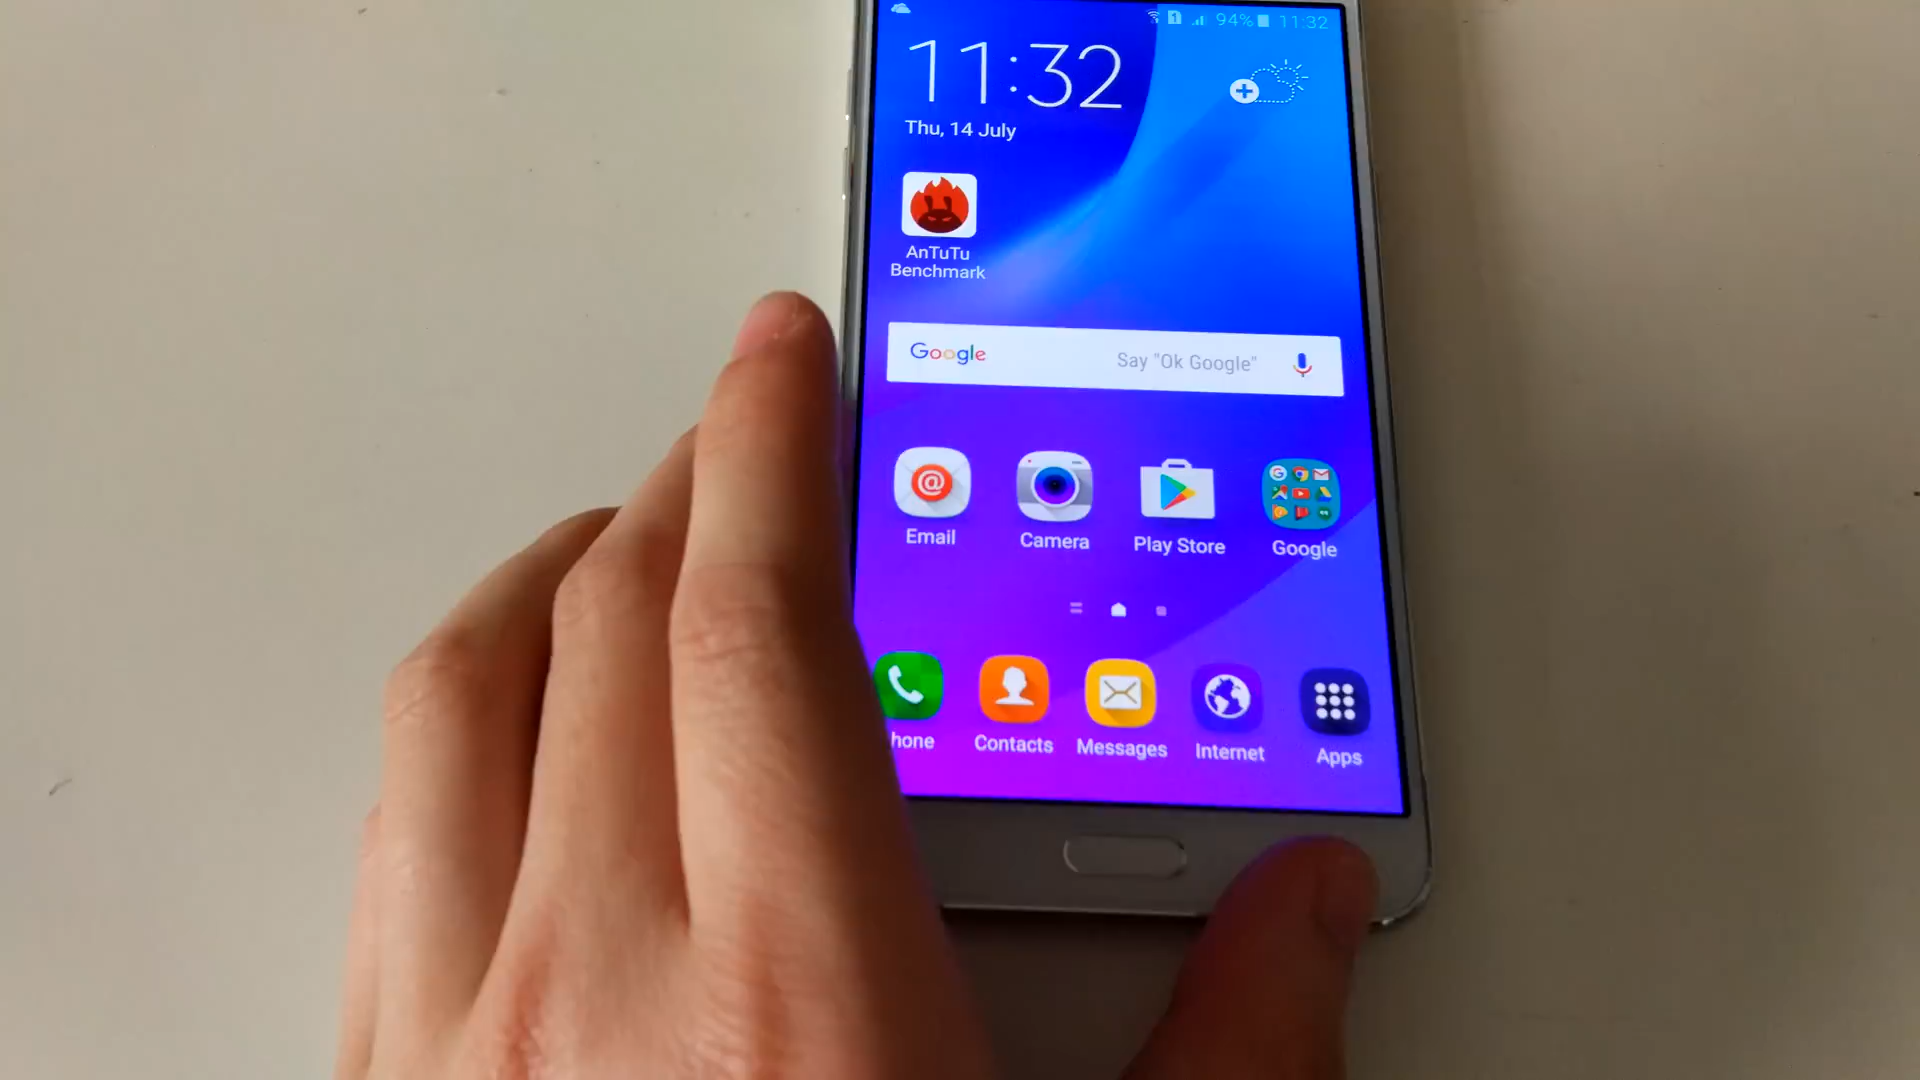 1 94% 11:32
11:32
Thu, 14 July
AnTuTu
Benchmark
Google Say "Ok Google"
Email Camera Play Store Google
hone Contacts Messages Internet Apps